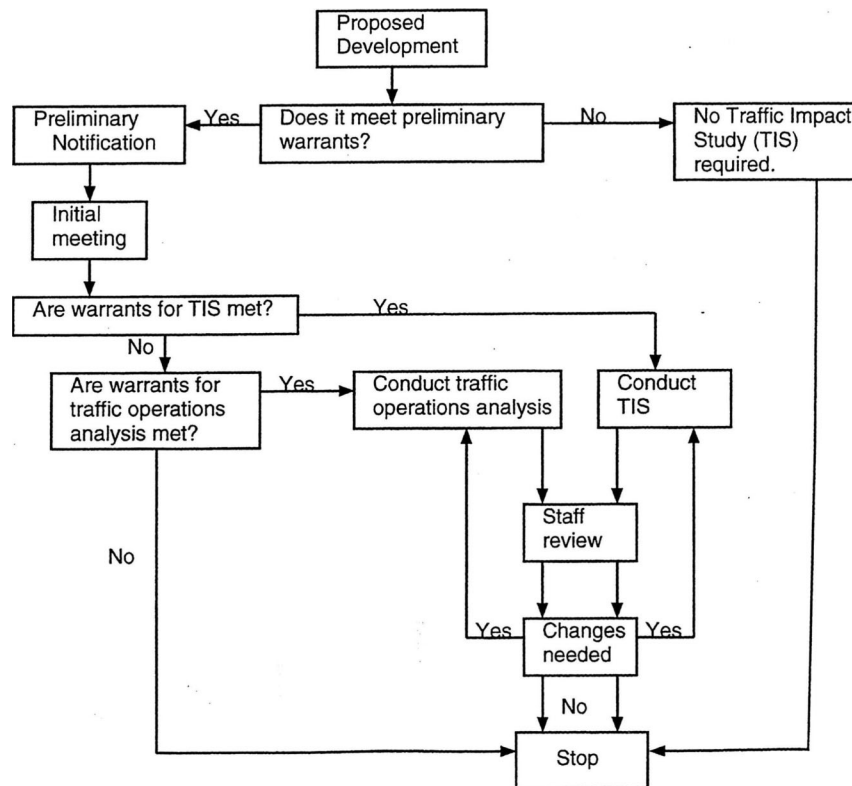 Proposed
Development
Yes
Does it meet preliminary
warrants?
No
Preliminary
Notification
No Traffic Impact
Study (TIS)
required.
Initial
meeting
Are warrants for TIS met?
Yes
No
Are warrants for
traffic operations
analysis met?
Yes
Conduct traffic
operations analysis
Conduct
TIS
Staff
review
No
Yes
Changes
needed
Yes
No
Stop